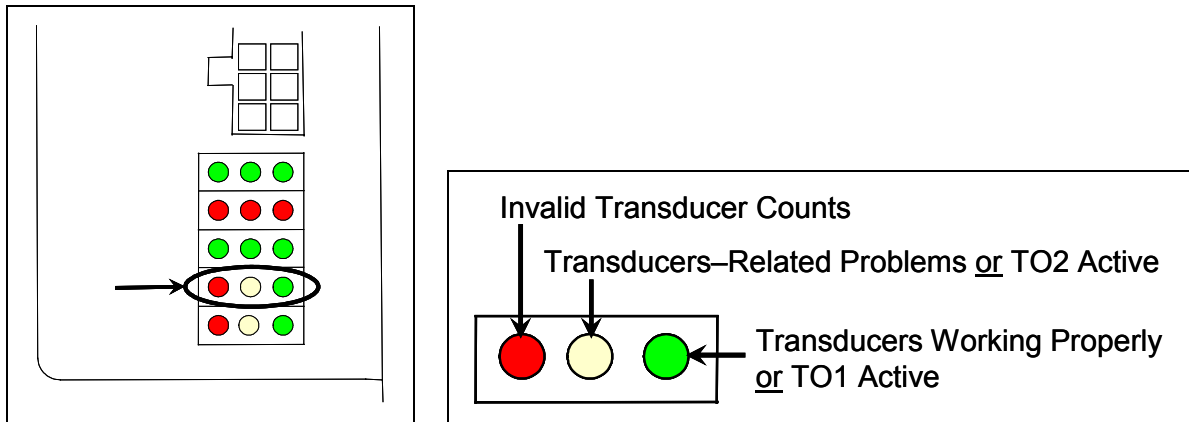 Invalid Transducer Counts
Transducers–Related Problems or TO2 Active
Transducers Working Properly
or TO1 Active